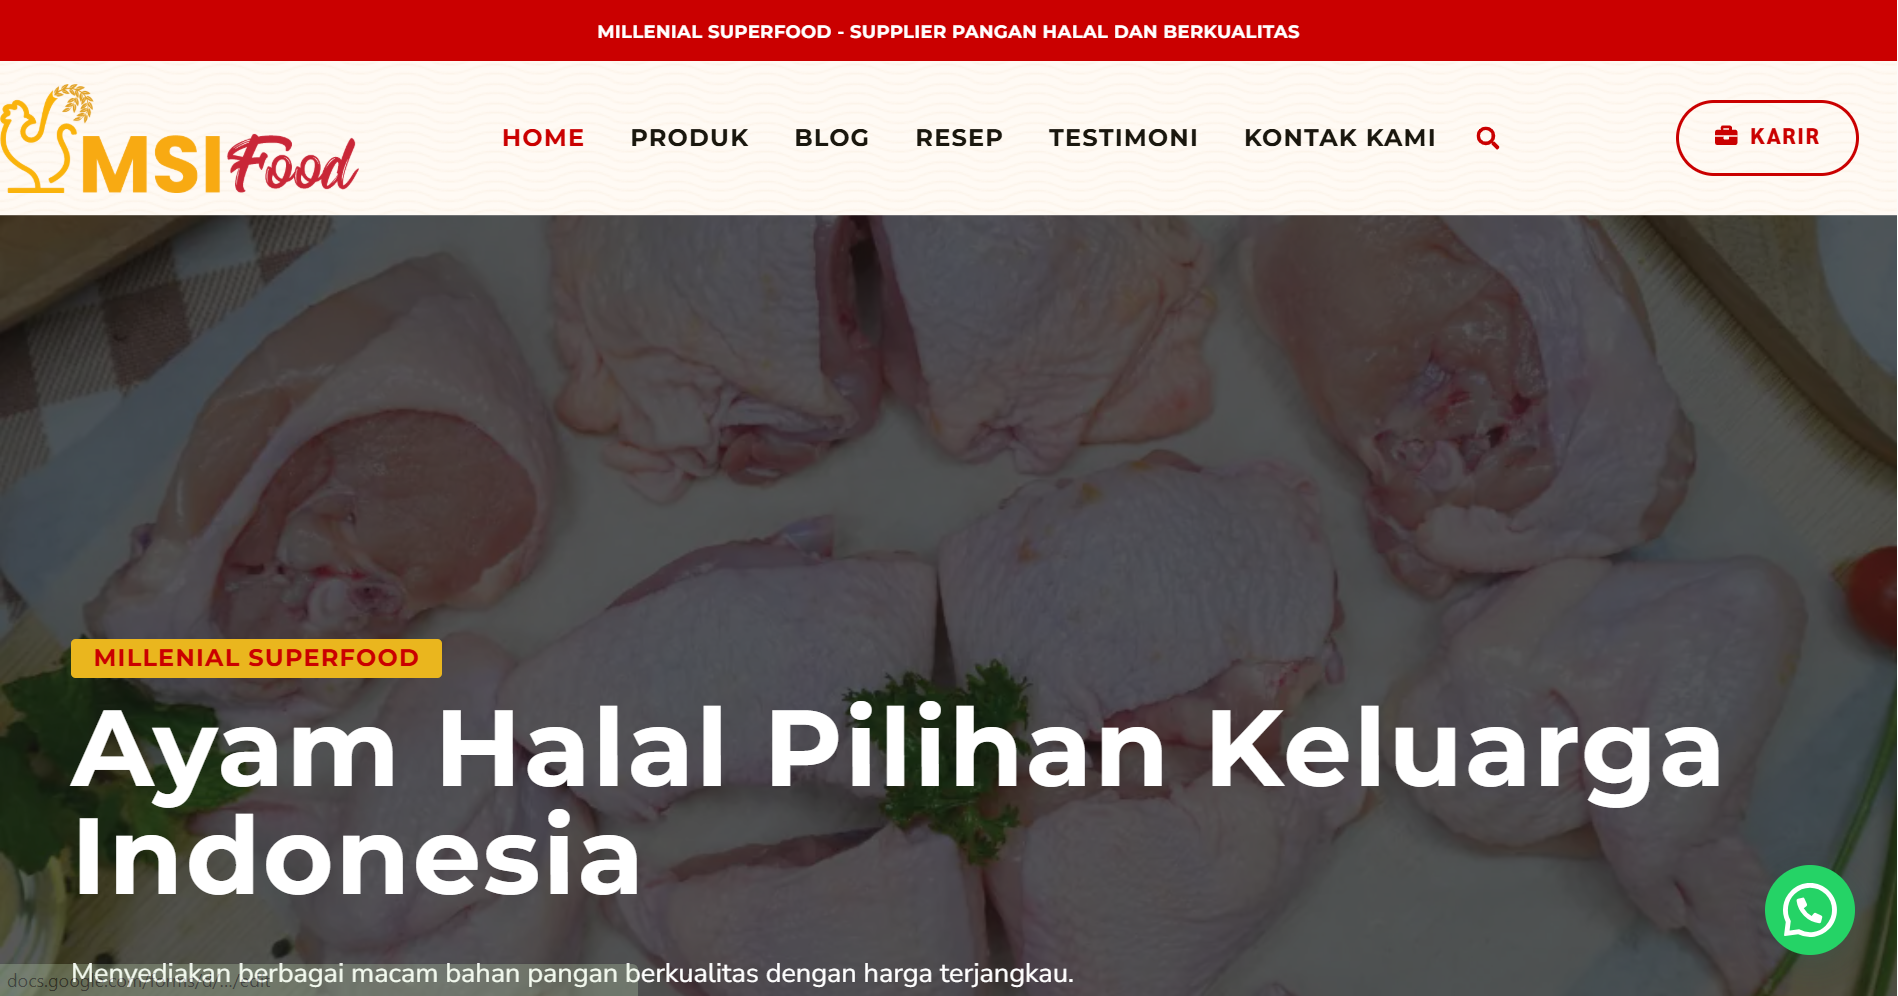 MILLENIAL SUPERFOOD - SUPPLIER PANGAN HALAL DAN BERKUALITAS
MSI Food
HOME PRODUK BLOG RESEP TESTIMONI KONTAK KAMI
KARIR
MILLENIAL SUPERFOOD
Ayam Halal Pilihan Keluarga
Indonesia
Menyediakan berbagai macam bahan pangan berkualitas dengan harga terjangkau.
docs.google.com/forms/d/.../edit